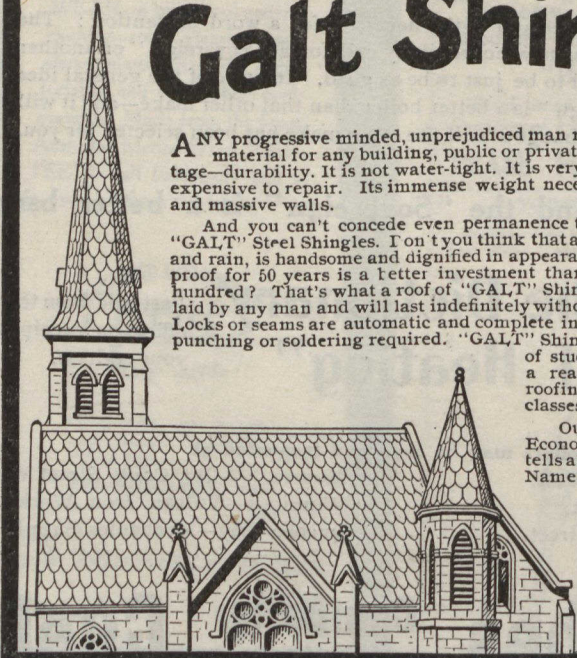 Galt Shin
ANY progressive minded, unprejudiced man
material for any building, public or privat
tage—durability. It is not water-tight. It is very
expensive to repair. Its immense weight nece
and massive walls.
And you can't concede even permanence t
"GALT" Steel Shingles. Don't you think that a
and rain, is handsome and dignified in appeara
proof for 50 years is a better investment than
hundred? That's what a roof of "GALT" Shin
laid by any man and will last indefinitely witho
Locks or seams are automatic and complete in
punching or soldering required. "GALT" Shin
of stu
a rea
roofin
classes
Ou
Econo
tells a
Name